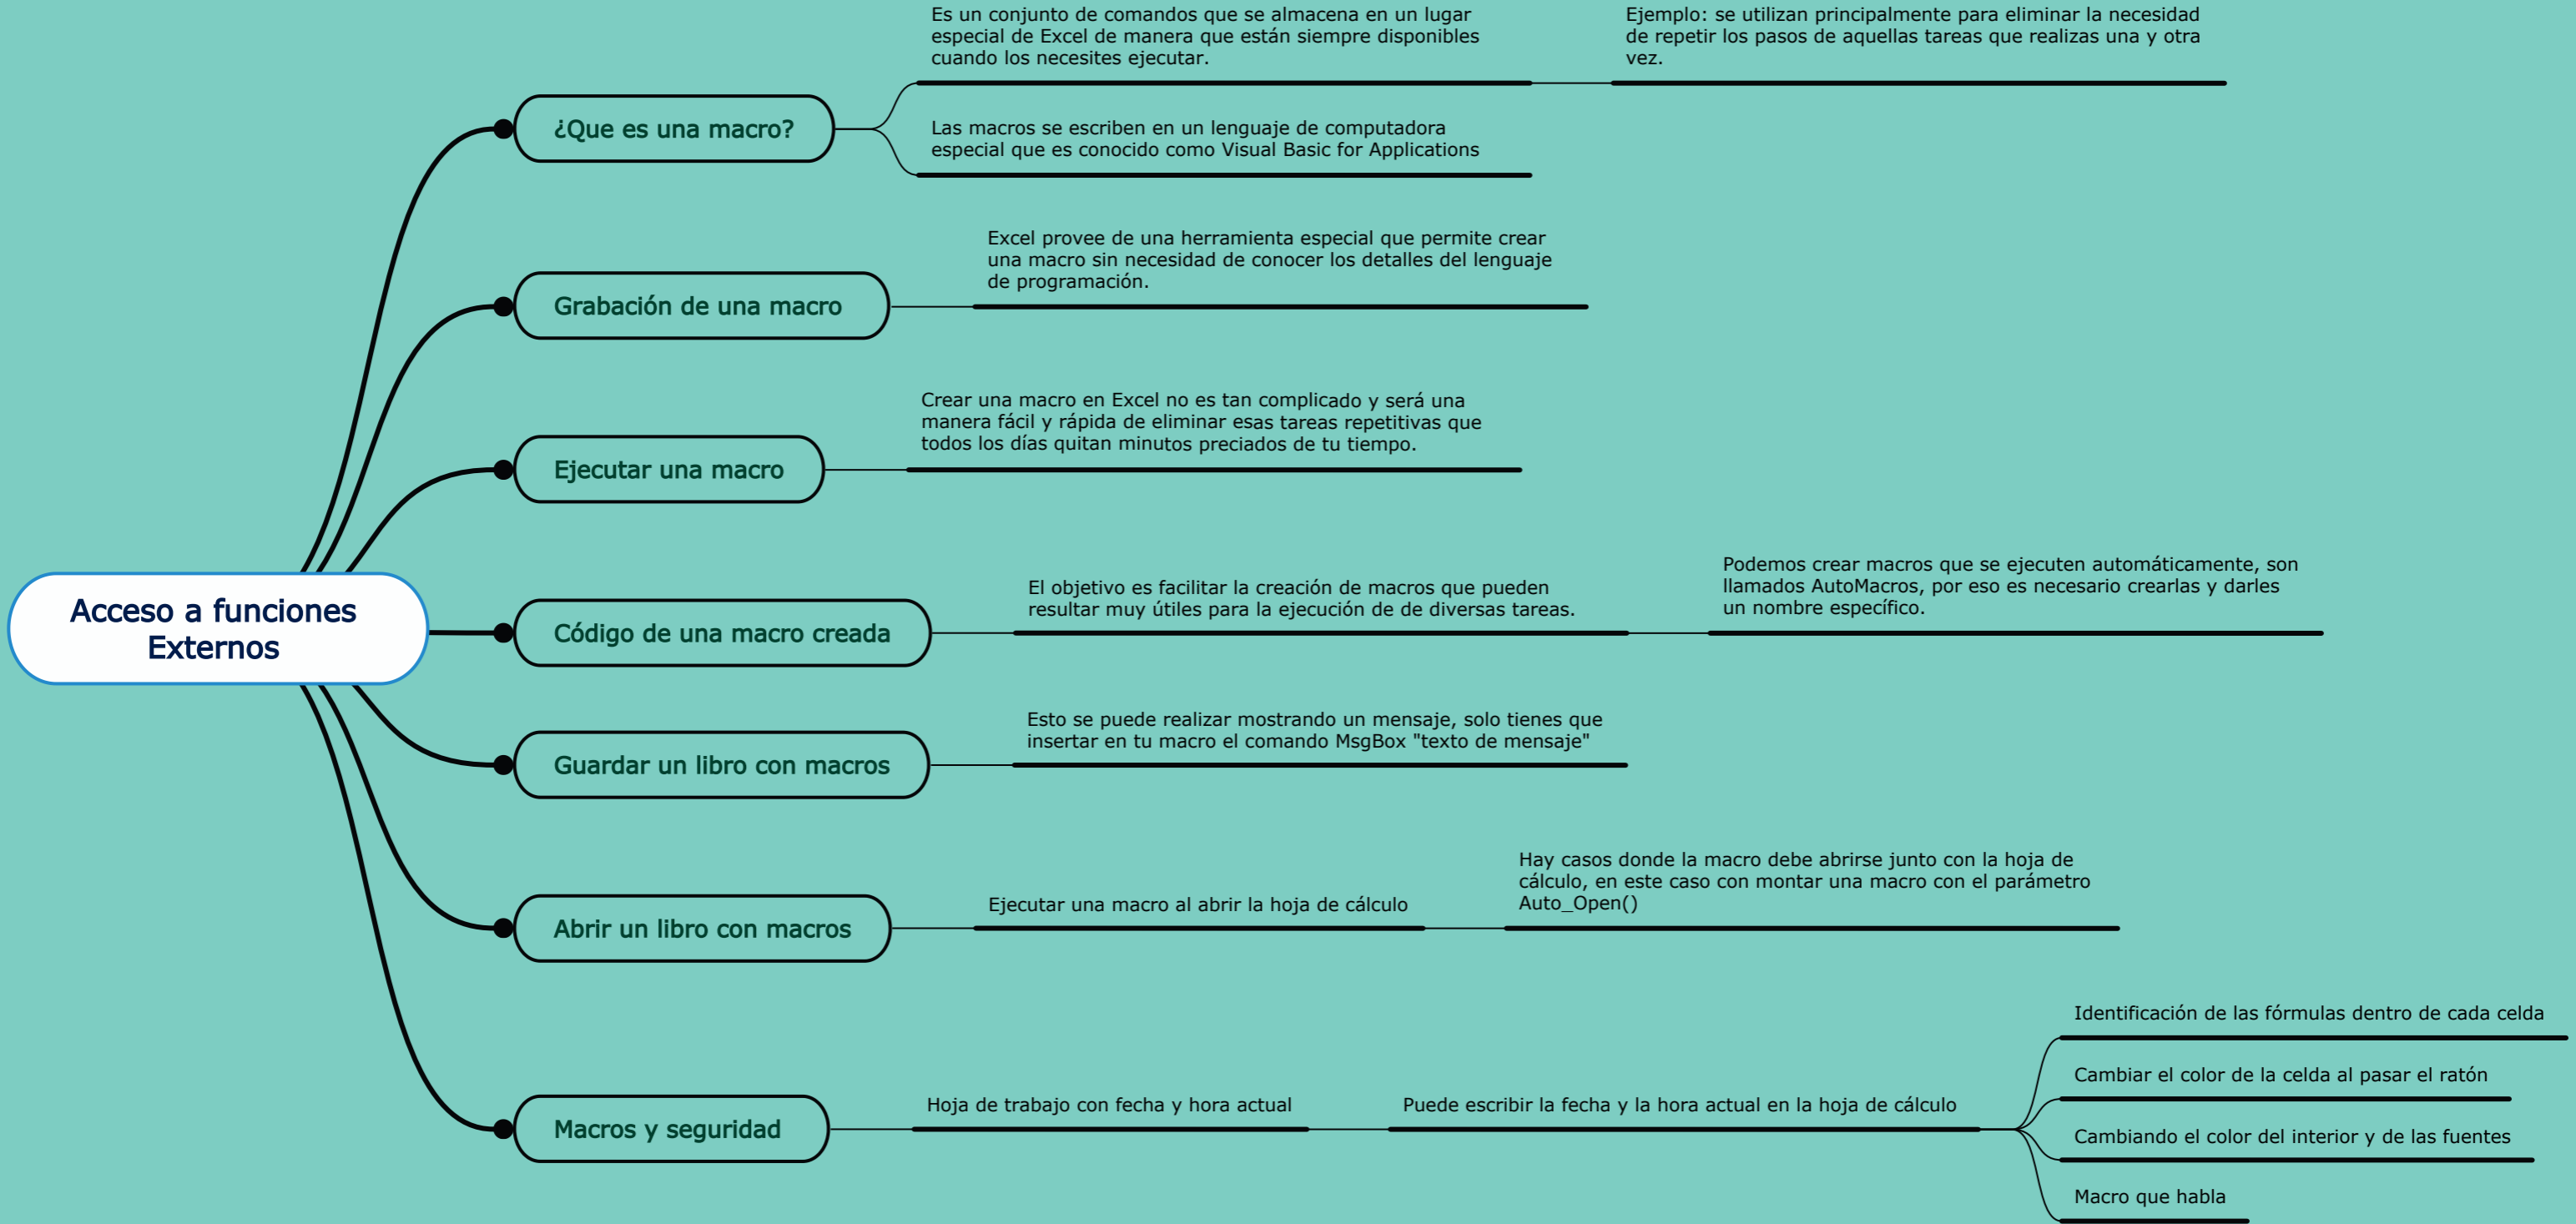 Acceso a funciones
Externos
¿Que es una macro?
Es un conjunto de comandos que se almacena en un lugar
especial de Excel de manera que están siempre disponibles
cuando los necesites ejecutar.
Ejemplo: se utilizan principalmente para eliminar la necesidad
de repetir los pasos de aquellas tareas que realizas una y otra
vez.
Las macros se escriben en un lenguaje de computadora
especial que es conocido como Visual Basic for Applications
Grabación de una macro
Excel provee de una herramienta especial que permite crear
una macro sin necesidad de conocer los detalles del lenguaje
de programación.
Ejecutar una macro
Crear una macro en Excel no es tan complicado y será una
manera fácil y rápida de eliminar esas tareas repetitivas que
todos los días quitan minutos preciados de tu tiempo.
Código de una macro creada
El objetivo es facilitar la creación de macros que pueden
resultar muy útiles para la ejecución de de diversas tareas.
Podemos crear macros que se ejecuten automáticamente, son
llamados AutoMacros, por eso es necesario crearlas y darles
un nombre específico.
Guardar un libro con macros
Esto se puede realizar mostrando un mensaje, solo tienes que
insertar en tu macro el comando MsgBox "texto de mensaje"
Abrir un libro con macros
Ejecutar una macro al abrir la hoja de cálculo
Hay casos donde la macro debe abrirse junto con la hoja de
cálculo, en este caso con montar una macro con el parámetro
Auto_Open()
Macros y seguridad
Hoja de trabajo con fecha y hora actual
Puede escribir la fecha y la hora actual en la hoja de cálculo
Identificación de las fórmulas dentro de cada celda
Cambiar el color de la celda al pasar el ratón
Cambiando el color del interior y de las fuentes
Macro que habla